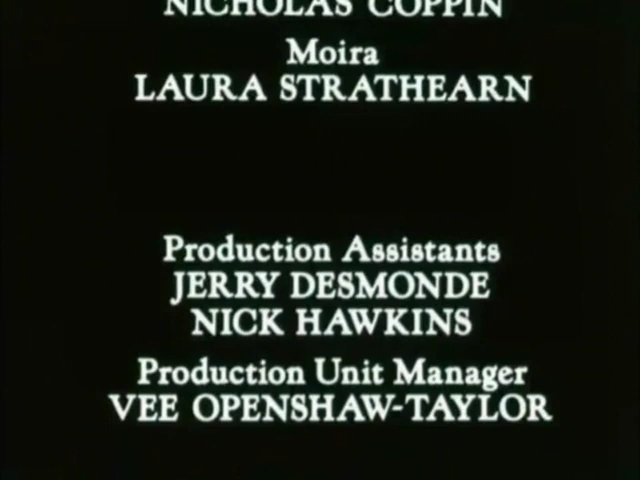 NICHOLAS COPPIN
Moira
LAURA STRATHEARN
Production Assistants
JERRY DESMONDE
NICK HAWKINS
Production Unit Manager
VEE OPENSHAW-TAYLOR